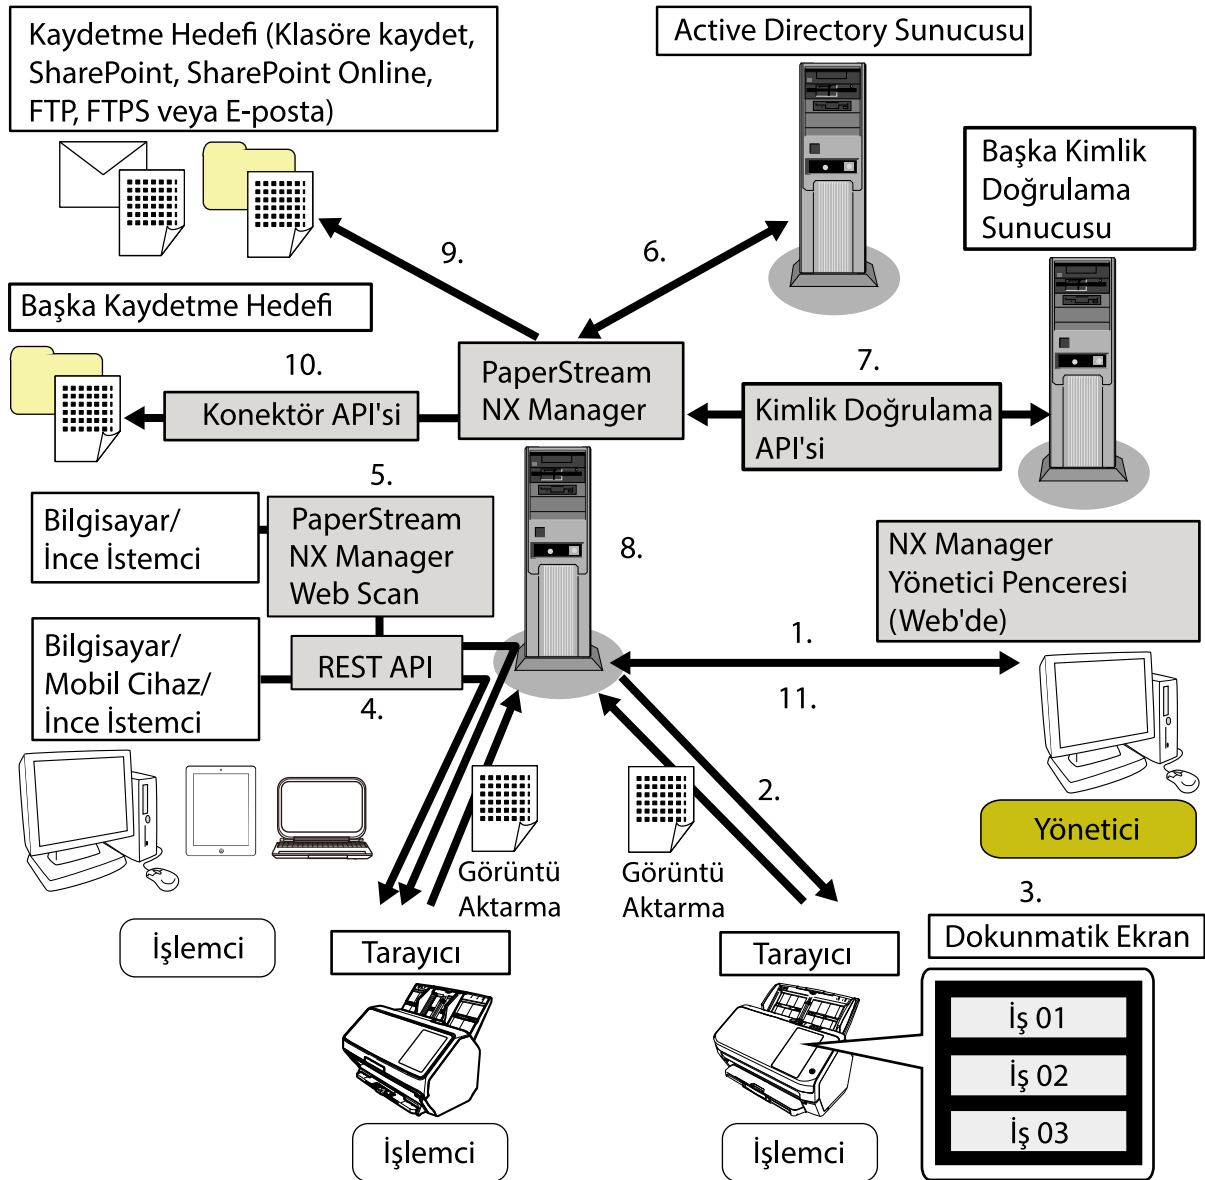 Kaydetme Hedefi (Klasöre kaydet,
SharePoint, SharePoint Online,
FTP, FTPS veya E-posta)
Active Directory Sunucusu
Başka Kimlik
Doğrulama
Sunucusu
9.
6.
Başka Kaydetme Hedefi
10.
PaperStream
NX Manager
7.
Konektör API'si
Kimlik Doğrulama
API'si
5.
Bilgisayar/
İnce İstemci
PaperStream
NX Manager
Web Scan
8.
NX Manager
Yönetici Penceresi
(Web'de)
Bilgisayar/
Mobil Cihaz/
İnce İstemci
REST API
4.
1.
11.
2.
Görüntü
Aktarma
Görüntü
Aktarma
Yönetici
3.
İşlemci
Tarayıcı
Tarayıcı
Dokunmatik Ekran
İş 01
İş 02
İş 03
İşlemci
İşlemci